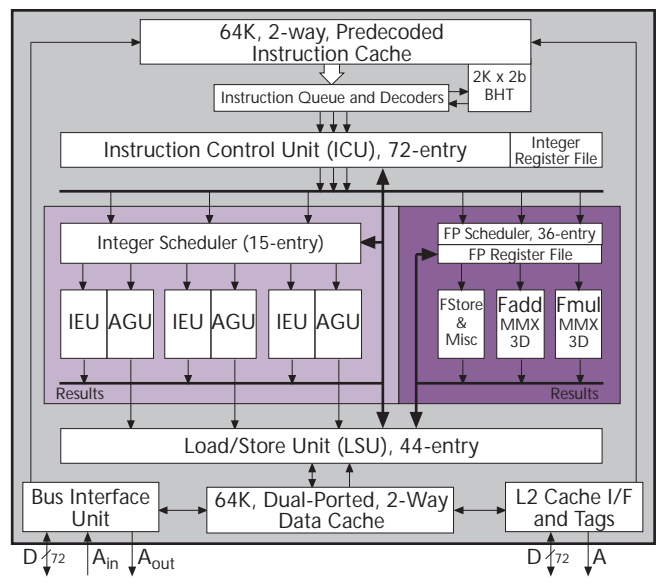 64K, 2-way, Predecoded
Instruction Cache
2K x 2b
BHT
Instruction Queue and Decoders
Instruction Control Unit (ICU), 72-entry
Integer
Register File
Integer Scheduler (15-entry)
FP Scheduler, 36-entry
FP Register File
IEU
AGU
IEU
AGU
IEU
AGU
FStore
&
Misc
Fadd
MMX
3D
Fmul
MMX
3D
Results
Results
Load/Store Unit (LSU), 44-entry
Bus Interface
Unit
64K, Dual-Ported, 2-Way
Data Cache
L2 Cache I/F
and Tags
D 72
Ain
Aout
D 72
A